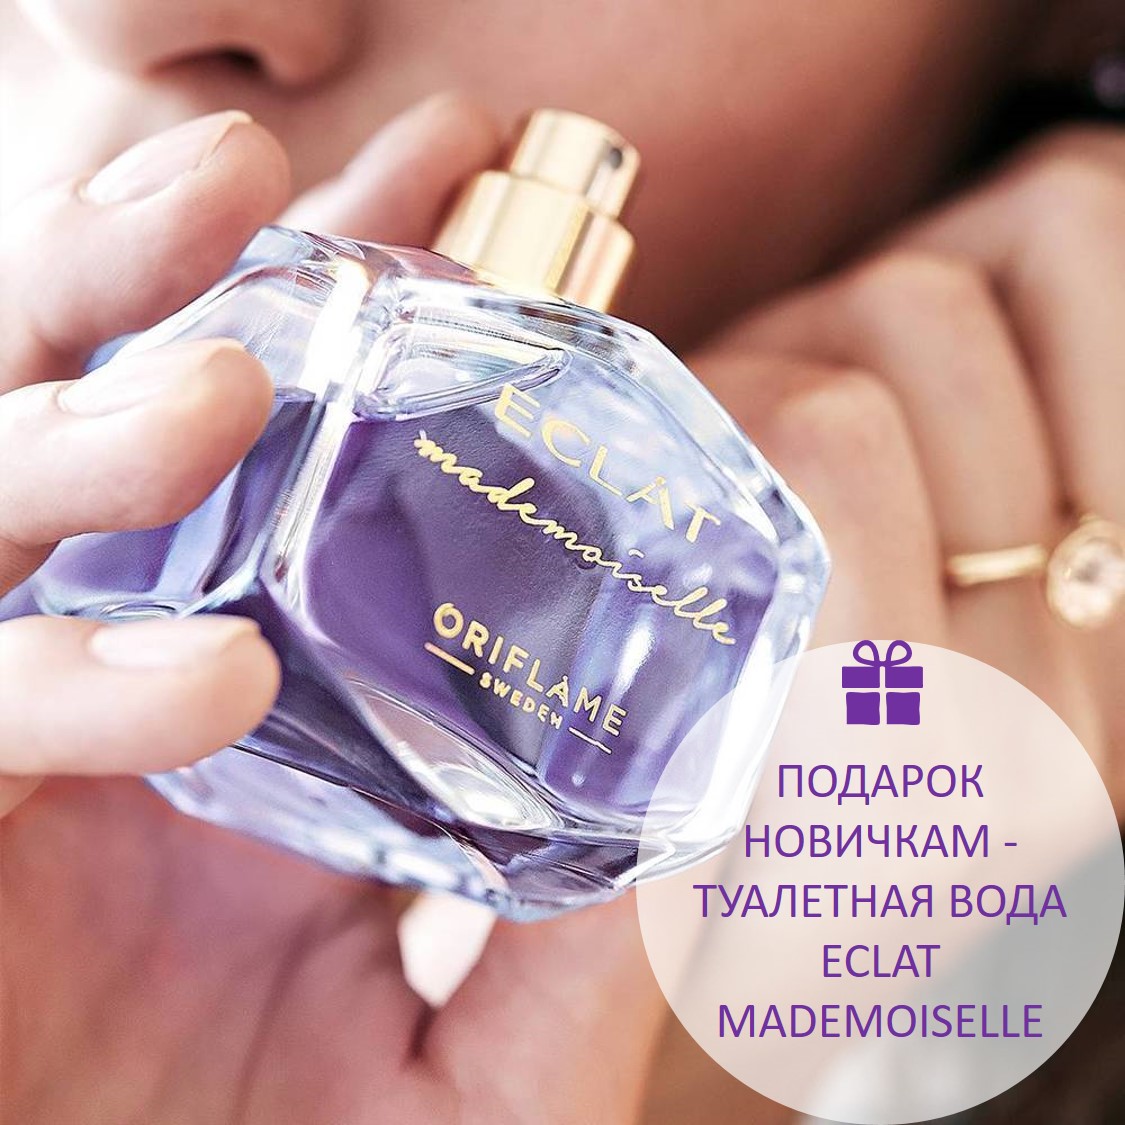 ECLAT
mademoiselle
ORIFLAME
SWEDEN
ПОДАРОК
НОВИЧКАМ -
ТУАЛЕТНАЯ ВОДА
ECLAT
MADEMOISELLE